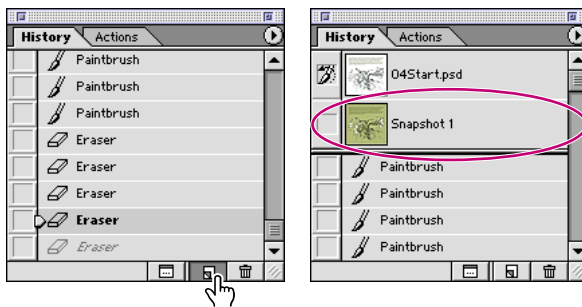 History Actions
Paintbrush
Paintbrush
Paintbrush
Eraser
Eraser
Eraser
Eraser
Eraser
History Actions
04Start.psd
Snapshot 1
Paintbrush
Paintbrush
Paintbrush
Paintbrush